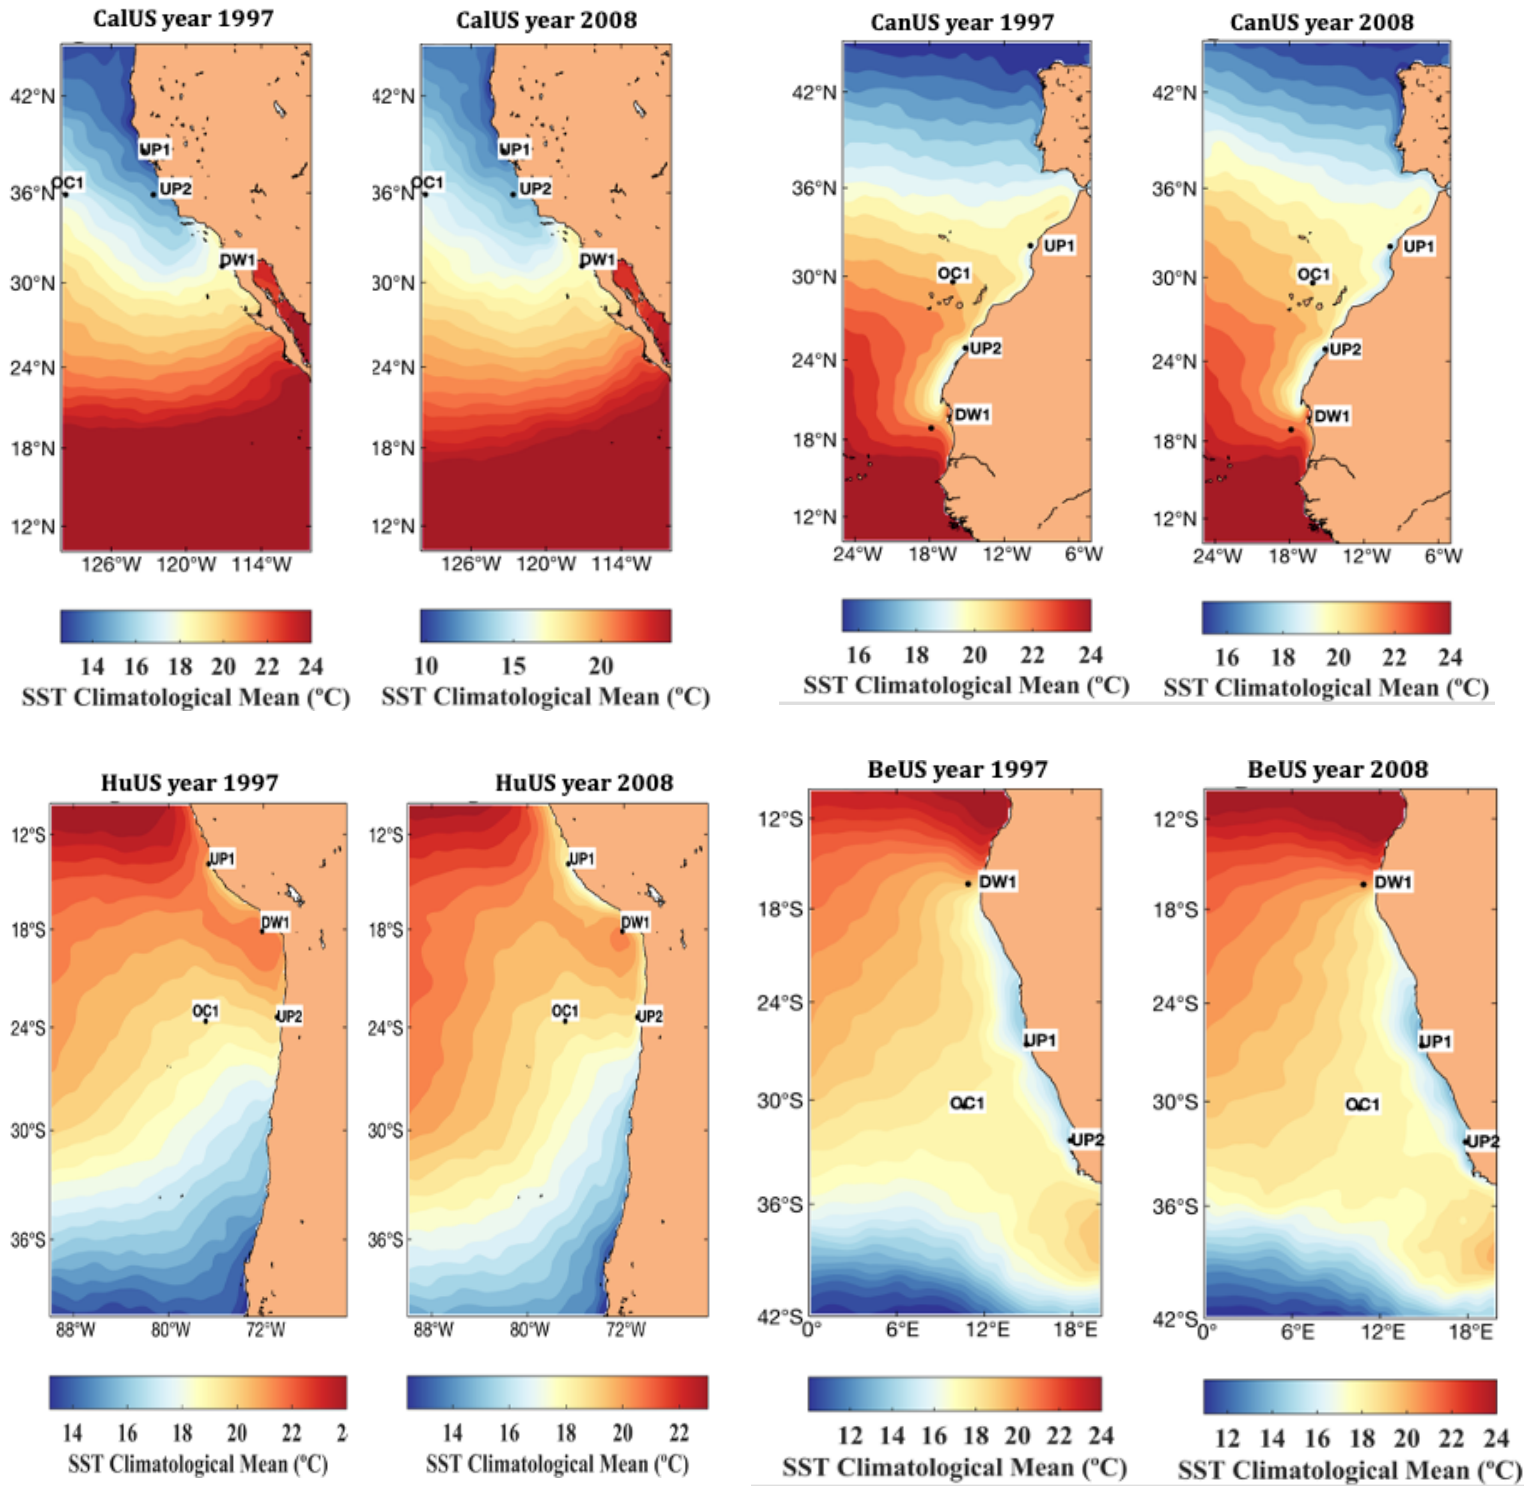 CalUS year 1997
CalUS year 2008
CanUS year 1997
CanUS year 2008
42°N
36°N
30°N
24°N
18°N
12°N
UP1
OC1
UP2
DW1
126°W 120°W 114°W
14 16 18 20 22 24
SST Climatological Mean (ºC)
UP1
OC1
UP2
DW1
126°W 120°W 114°W
10 15 20
SST Climatological Mean (ºC)
42°N
36°N
30°N
24°N
18°N
12°N
UP1
OC1
UP2
DW1
24°W 18°W 12°W 6°W
16 18 20 22 24
SST Climatological Mean (ºC)
42°N
36°N
30°N
24°N
18°N
12°N
UP1
OC1
UP2
DW1
24°W 18°W 12°W 6°W
16 18 20 22 24
SST Climatological Mean (ºC)
HuUS year 1997
HuUS year 2008
BeUS year 1997
BeUS year 2008
12°S
18°S
24°S
30°S
36°S
UP1
DW1
OC1
UP2
88°W 80°W 72°W
14 16 18 20 22 2
SST Climatological Mean (ºC)
12°S
18°S
24°S
30°S
36°S
UP1
DW1
OC1
UP2
88°W 80°W 72°W
14 16 18 20 22
SST Climatological Mean (ºC)
12°S
18°S
24°S
30°S
36°S
42°S
DW1
UP1
OC1
UP2
0° 6°E 12°E 18°E
12 14 16 18 20 22 24
SST Climatological Mean (ºC)
12°S
18°S
24°S
30°S
36°S
42°S
DW1
UP1
OC1
UP2
0° 6°E 12°E 18°E
12 14 16 18 20 22 24
SST Climatological Mean (ºC)